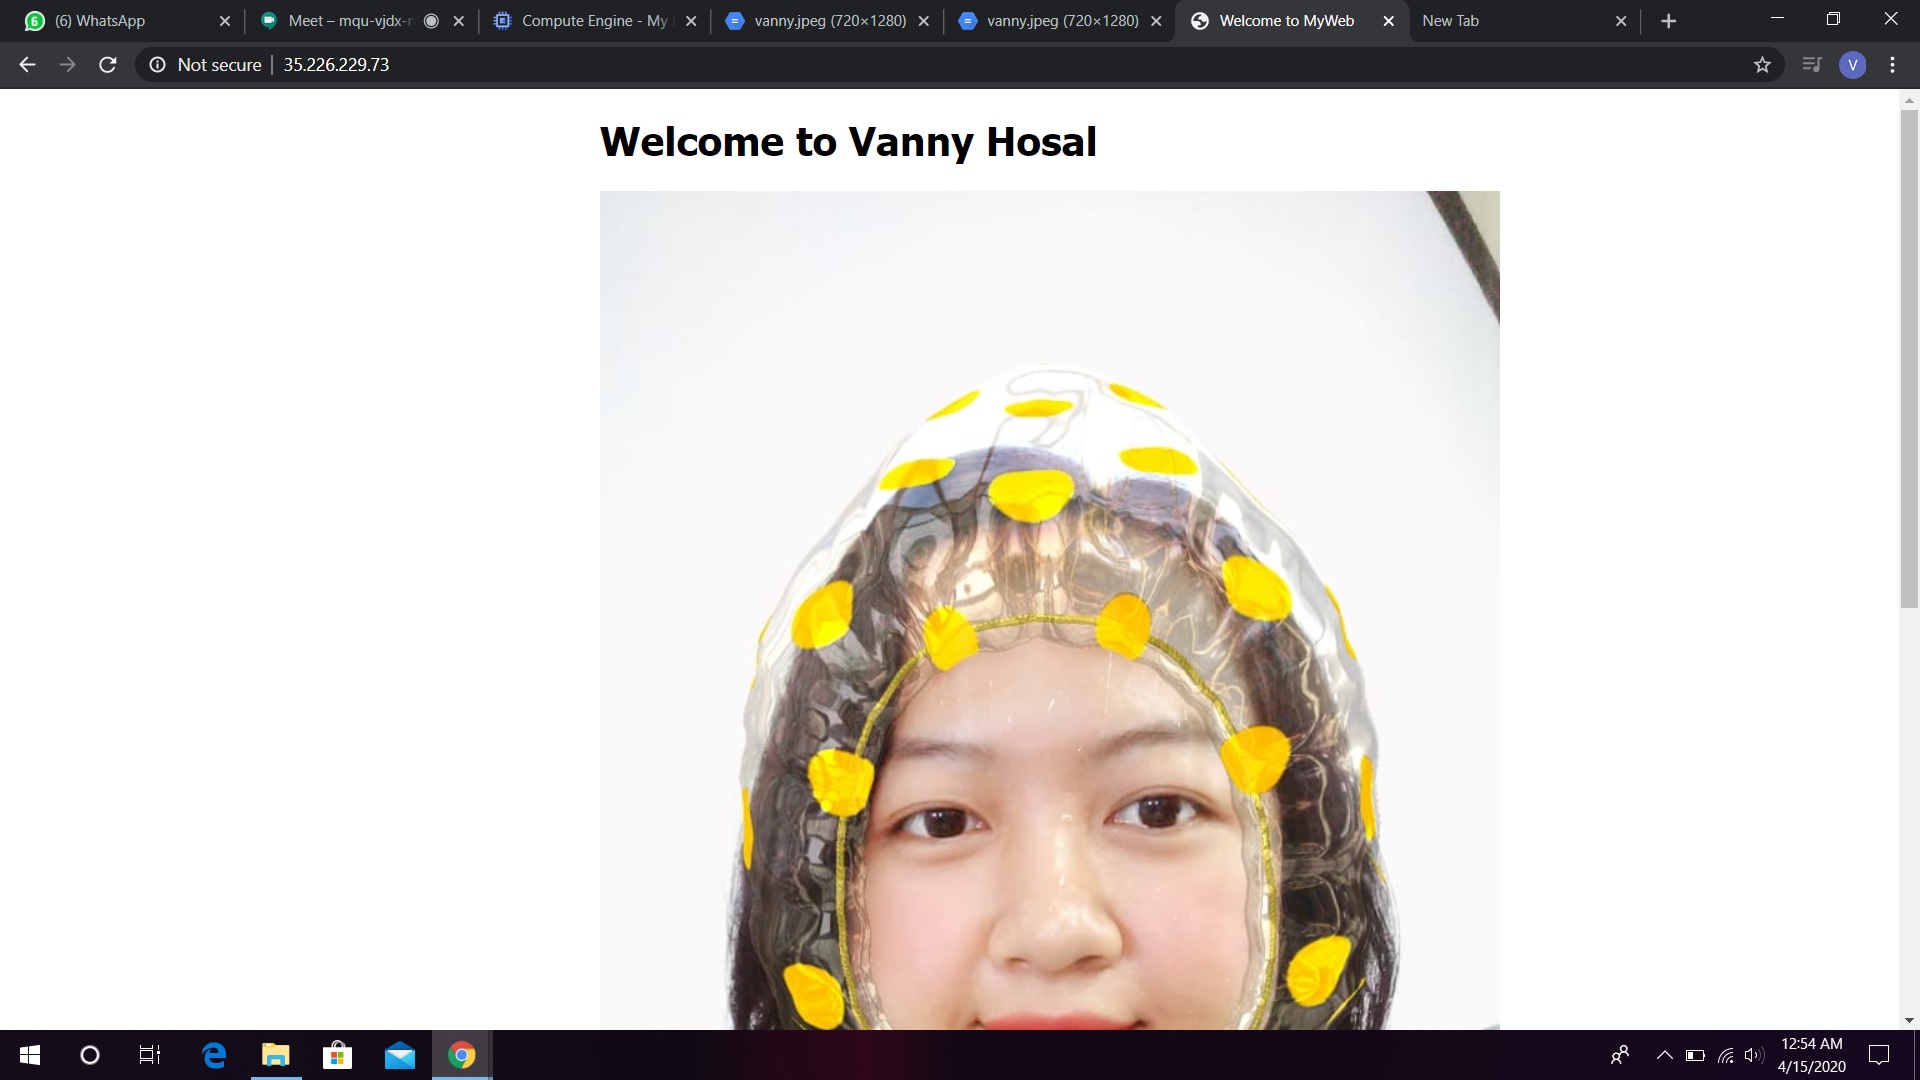 (6) WhatsApp
Meet – mqu-vjdx-
Compute Engine - My
vanny.jpeg (720×1280)
vanny.jpeg (720×1280)
Welcome to MyWeb
New Tab
Not secure
35.226.229.73
V
Welcome to Vanny Hosal
12:54 AM
4/15/2020